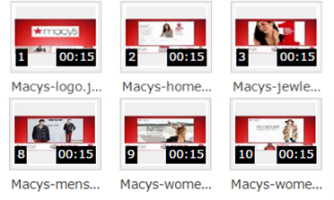 ★macys
1 00:15 2 00:15 3 00:15
Macys-logo.j... Macys-home... Macys-jewle...
8 00:15 9 00:15 10 00:15
Macys-mens... Macys-wome... Macys-wome...